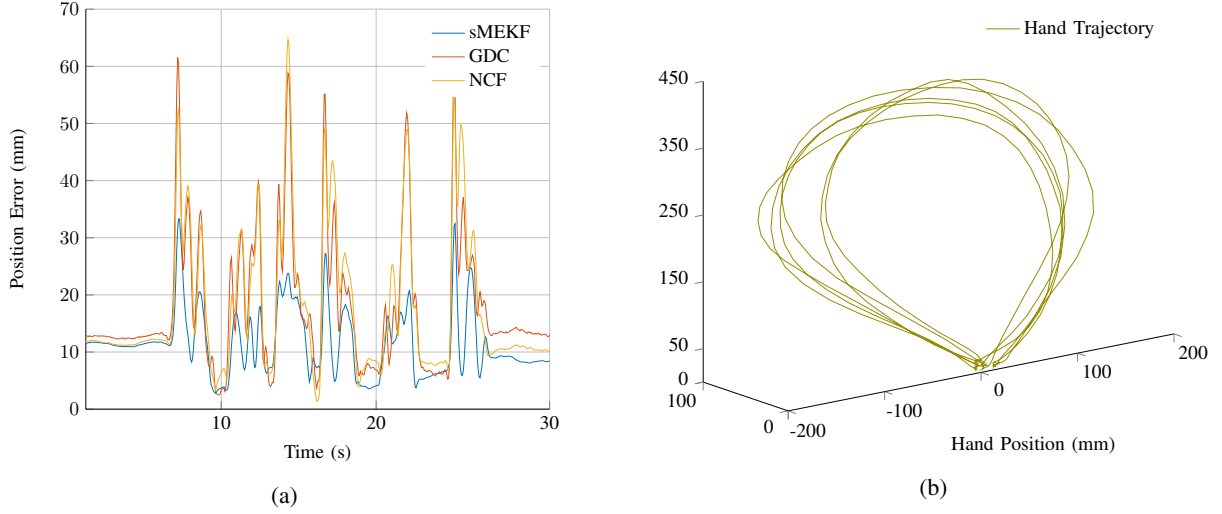 70
60
50
40
30
20
10
0
10
20
30
Position Error (mm)
Time (s)
sMEKF
GDC
NCF
(a)
Hand Trajectory
450
350
250
150
50
0
100
0
-200
-100
0
100
200
Hand Position (mm)
(b)